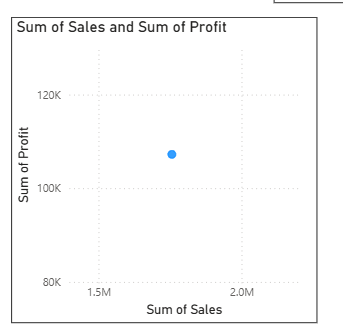 Sum of Sales and Sum of Profit
120K
100K
80K
Sum of Profit
1.5M
2.0M
Sum of Sales